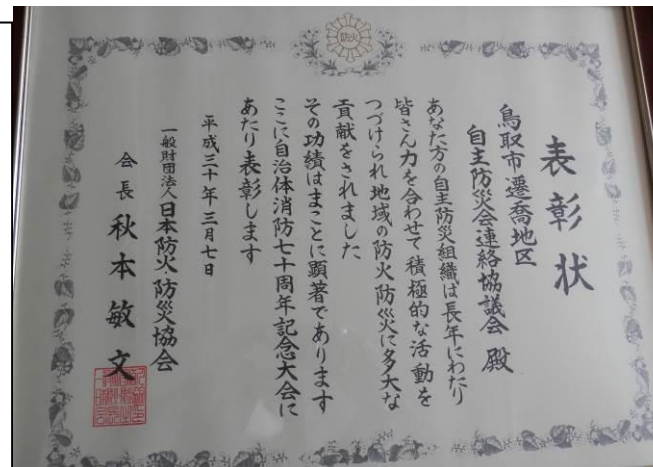 防火
表彰状
鳥取市遷喬地区
自主防災会連絡協議会 殿
あなた方の自主防災組織は長年にわたり
皆さん力を合わせて積極的な活動を
つづけられ地域の防火防災に多大な
貢献をされました
その功績はまことに顕著であります
ここに自治体消防七十周年記念大会に
あたり表彰します
平成三十年三月七日
一般財団法人日本防火・防災協会
会長 秋本敏文